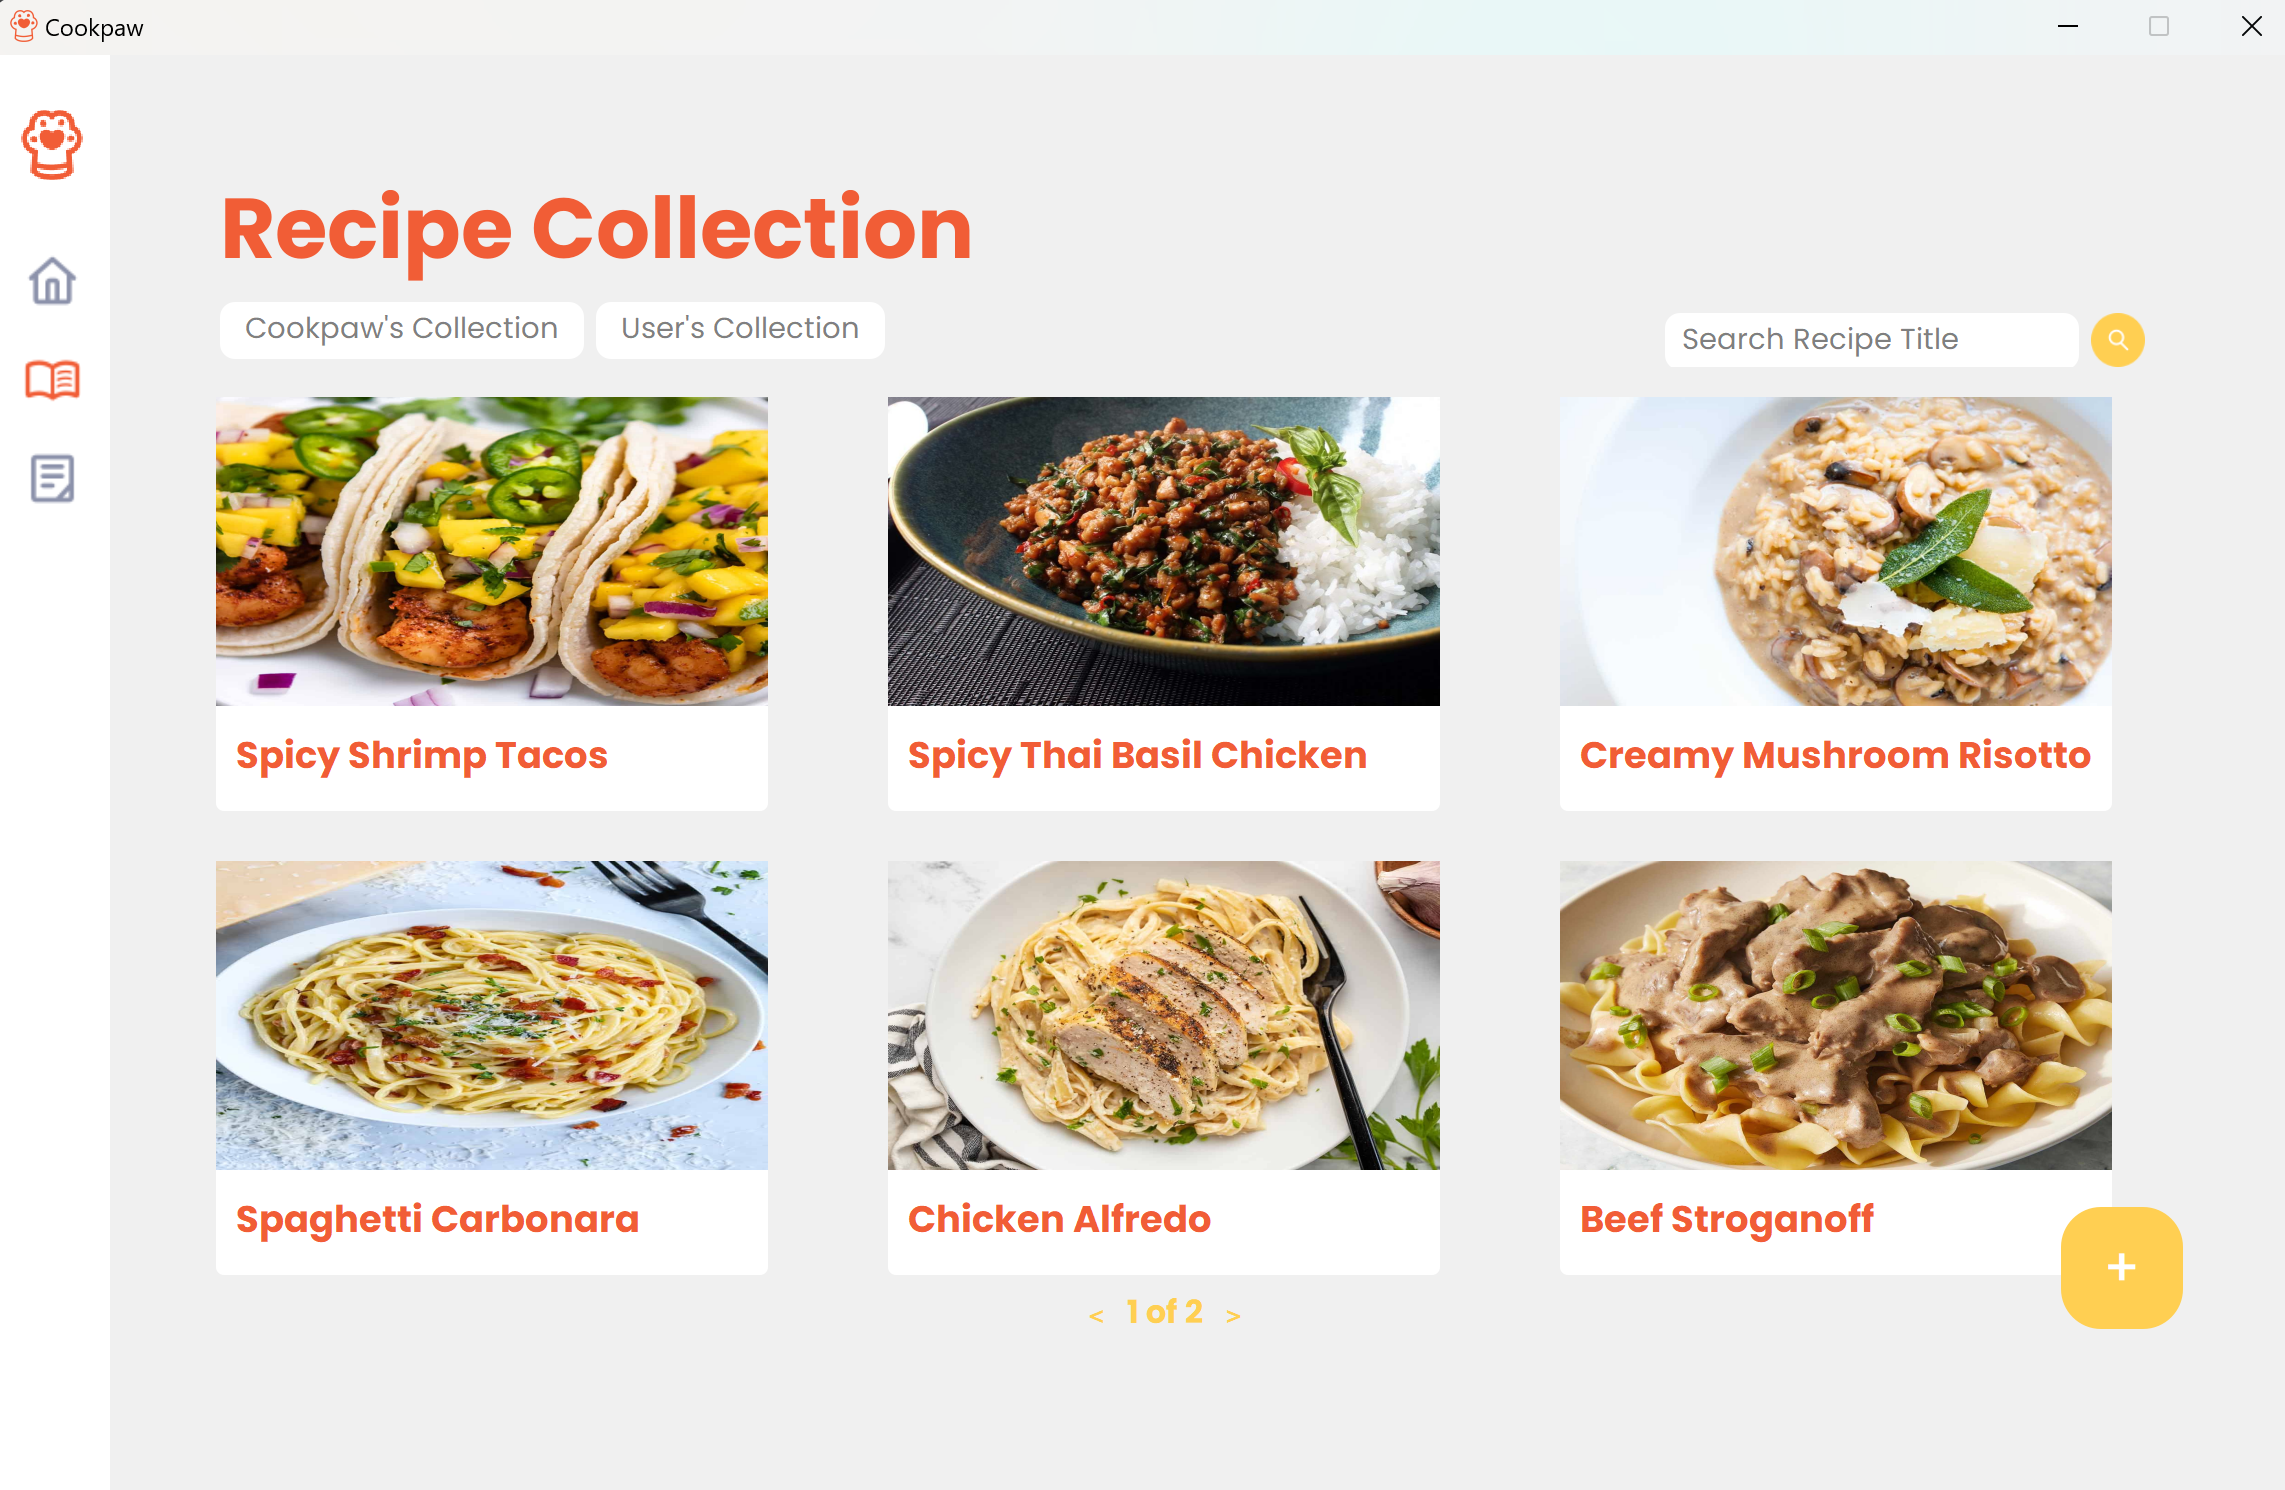 Cookpaw
Recipe Collection
Cookpaw's Collection
User's Collection
Search Recipe Title
Spicy Shrimp Tacos
Spicy Thai Basil Chicken
Creamy Mushroom Risotto
Spaghetti Carbonara
Chicken Alfredo
Beef Stroganoff
+
< 1 of 2 >